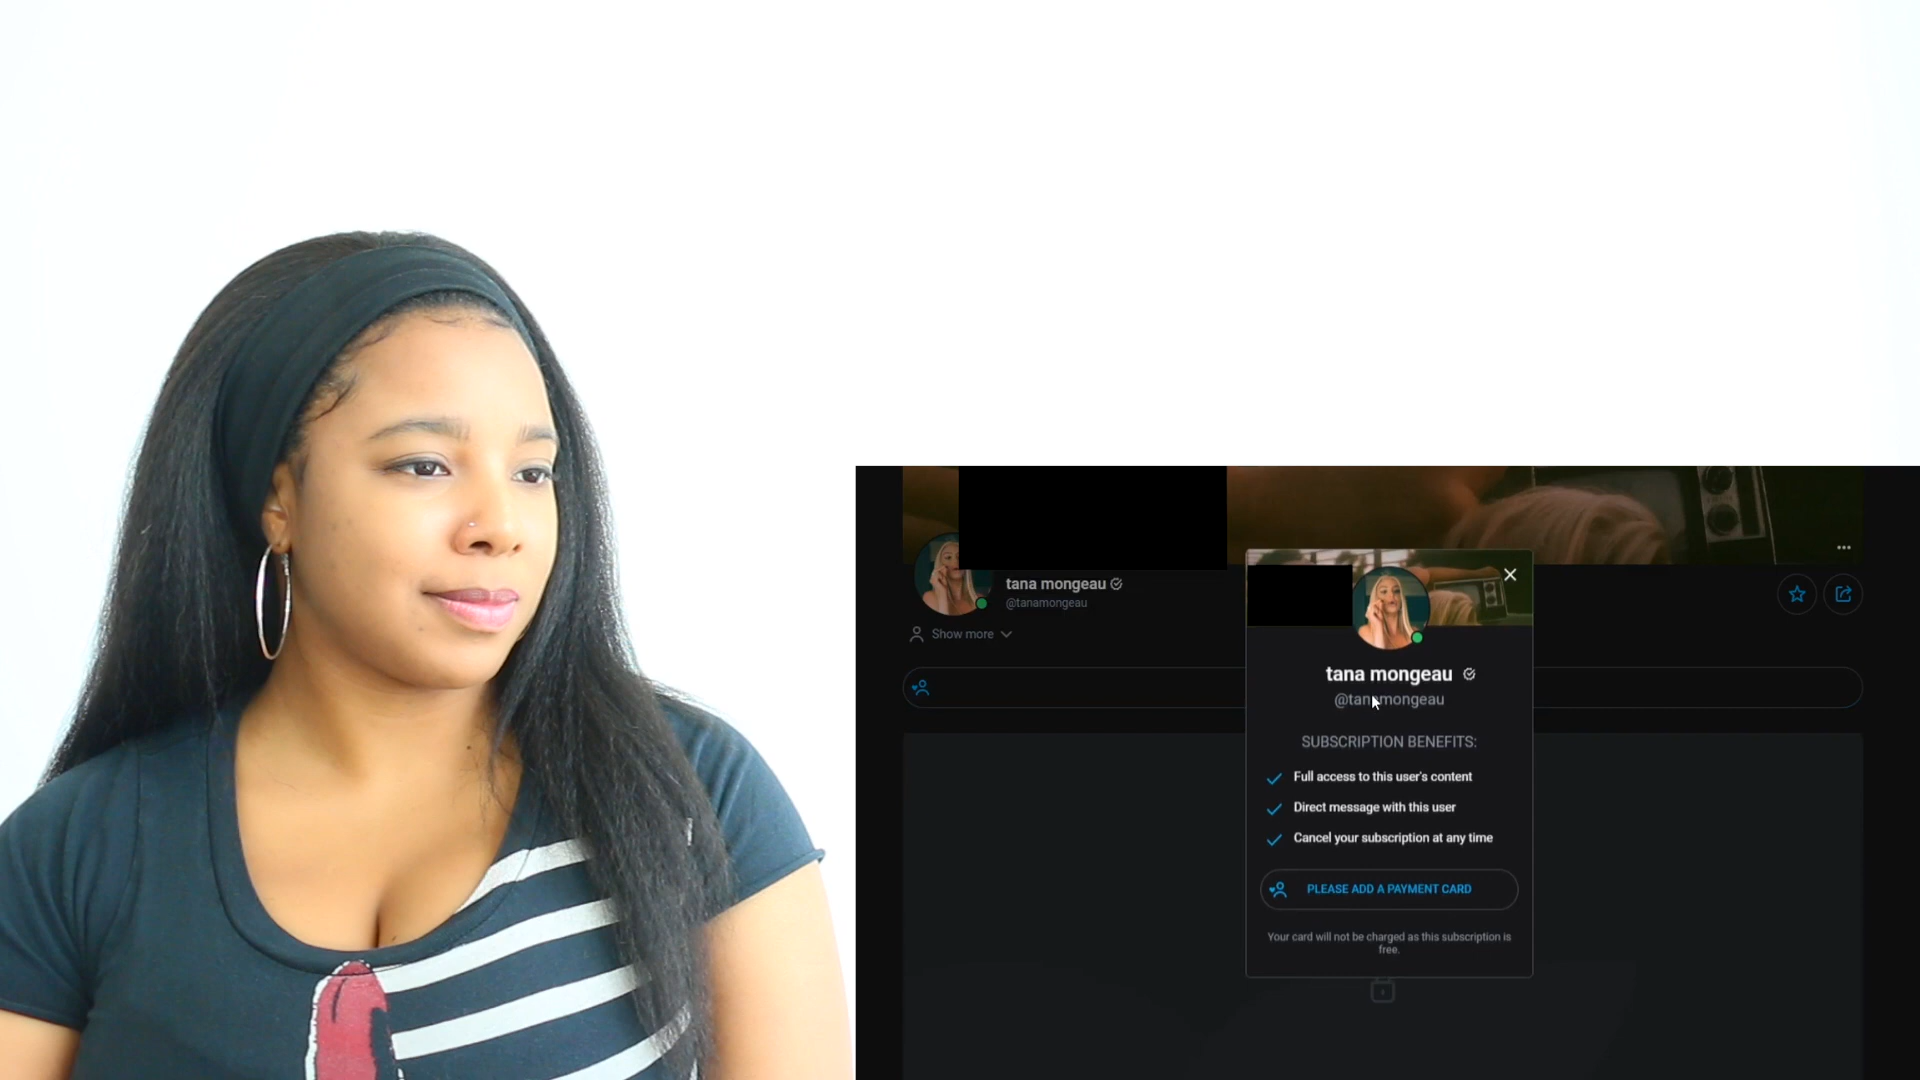 tana mongeau
@tanamongeau
Show more
tana mongeau
@tanamongeau
SUBSCRIPTION BENEFITS:
Full access to this user's content
Direct message with this user
Cancel your subscription at any time
PLEASE ADD A PAYMENT CARD
Your card will not be charged as this subscription is
free.